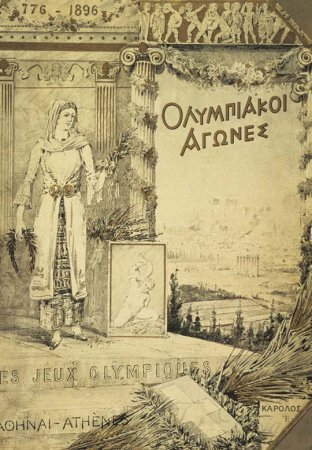 776 - 1896
ΟΛΥΜΠΙΑΚΟΙ
ΑΓΩΝΕΣ
ES JEUX OLYMPIQUES
ΑΘΗΝΑΙ-ATHÈNES
ΚΑΡΟΛΟΣ